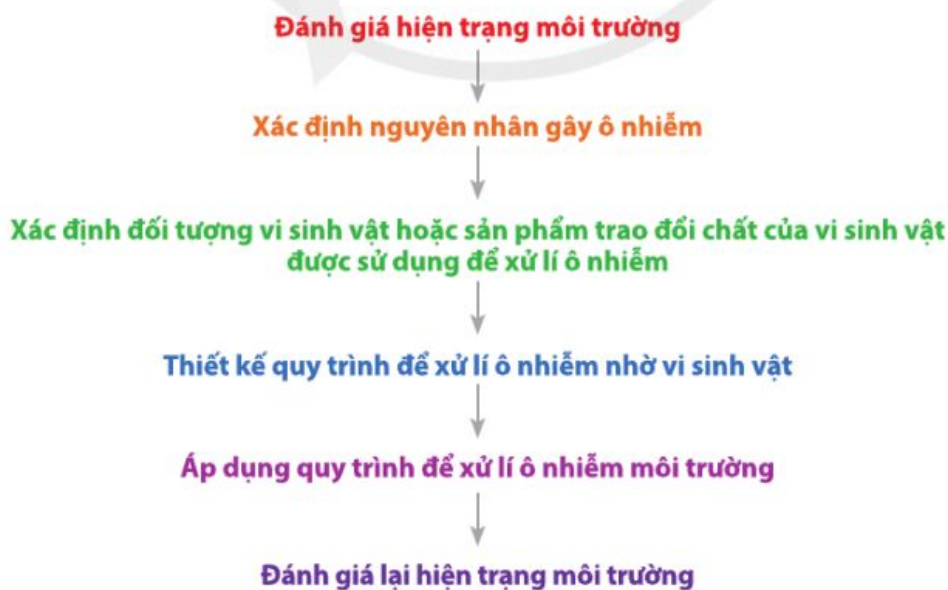 Đánh giá hiện trạng môi trường
Xác định nguyên nhân gây ô nhiễm
Xác định đối tượng vi sinh vật hoặc sản phẩm trao đổi chất của vi sinh vật
được sử dụng để xử lí ô nhiễm
Thiết kế quy trình để xử lí ô nhiễm nhờ vi sinh vật
Áp dụng quy trình để xử lí ô nhiễm môi trường
Đánh giá lại hiện trạng môi trường